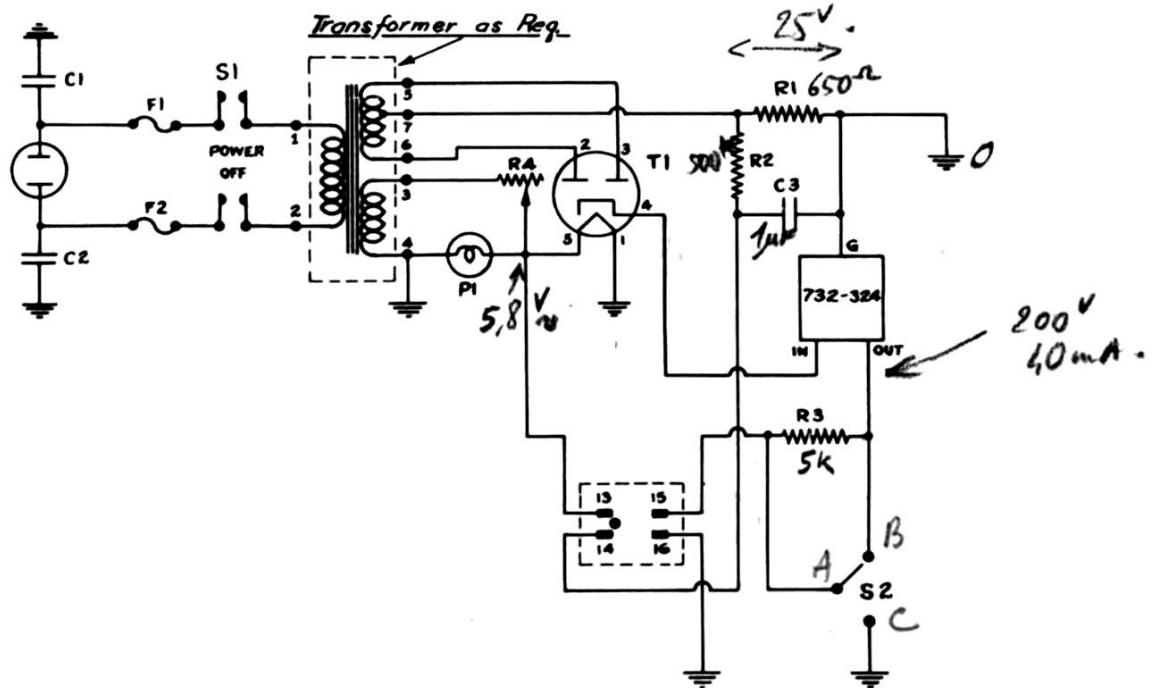 Transformer as Req.
25V.
C1
F1
S1
5
R1 650Ω
1
7
POWER
OFF
6
2
3
T1
R4
R2
0
3
C3
4
2
F2
C2
4
P1
5
1
1µF
G
5,8 V
732-324
IN
OUT
200V
40mA.
R3
5k
13
15
14
16
A
B
S2
C